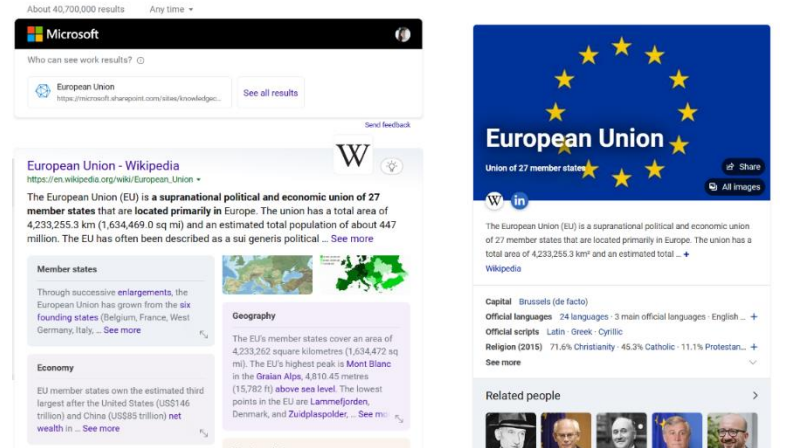 About 40,700,000 results Any time
Microsoft
Who can see work results?
European Union
https://microsoft.sharepoint.com/sites/knowledgec...
See all results
Send feedback
W
European Union - Wikipedia
https://en.wikipedia.org/wiki/European_Union
The European Union (EU) is a supranational political and economic union of 27
member states that are located primarily in Europe. The union has a total area of
4,233,255.3 km (1,634,469.0 sq mi) and an estimated total population of about 447
million. The EU has often been described as a sui generis political ... See more
Member states
Through successive enlargements, the
European Union has grown from the six
founding states (Belgium, France, West
Germany, Italy, ... See more
Economy
EU member states own the estimated third
largest after the United States (US$146
trillion) and China (US$85 trillion) net
wealth in ... See more
Geography
The EU's member states cover an area of
4,233,262 square kilometres (1,634,472 sq
mi). The EU's highest peak is Mont Blanc
in the Graian Alps, 4,810.45 metres
(15,782 ft) above sea level. The lowest
points in the EU are Lammefjorden,
Denmark, and Zuidplaspolder, ... See mo
European Union
Union of 27 member states
Share
All images
W in
The European Union (EU) is a supranational political and economic union
of 27 member states that are located primarily in Europe. The union has a
total area of 4,233,255.3 km² and an estimated total ... +
Wikipedia
Capital Brussels (de facto)
Official languages 24 languages · 3 main official languages · English ... +
Official scripts Latin · Greek · Cyrillic
Religion (2015) 71.6% Christianity · 45.3% Catholic · 11.1% Protestan... +
See more
Related people